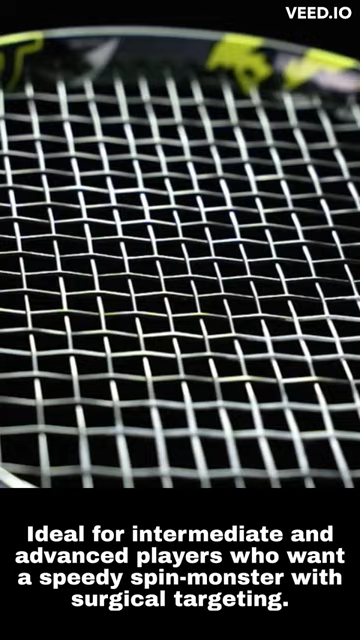 VEED.IO
Ideal for intermediate and
advanced players who want
a speedy spin-monster with
surgical targeting.